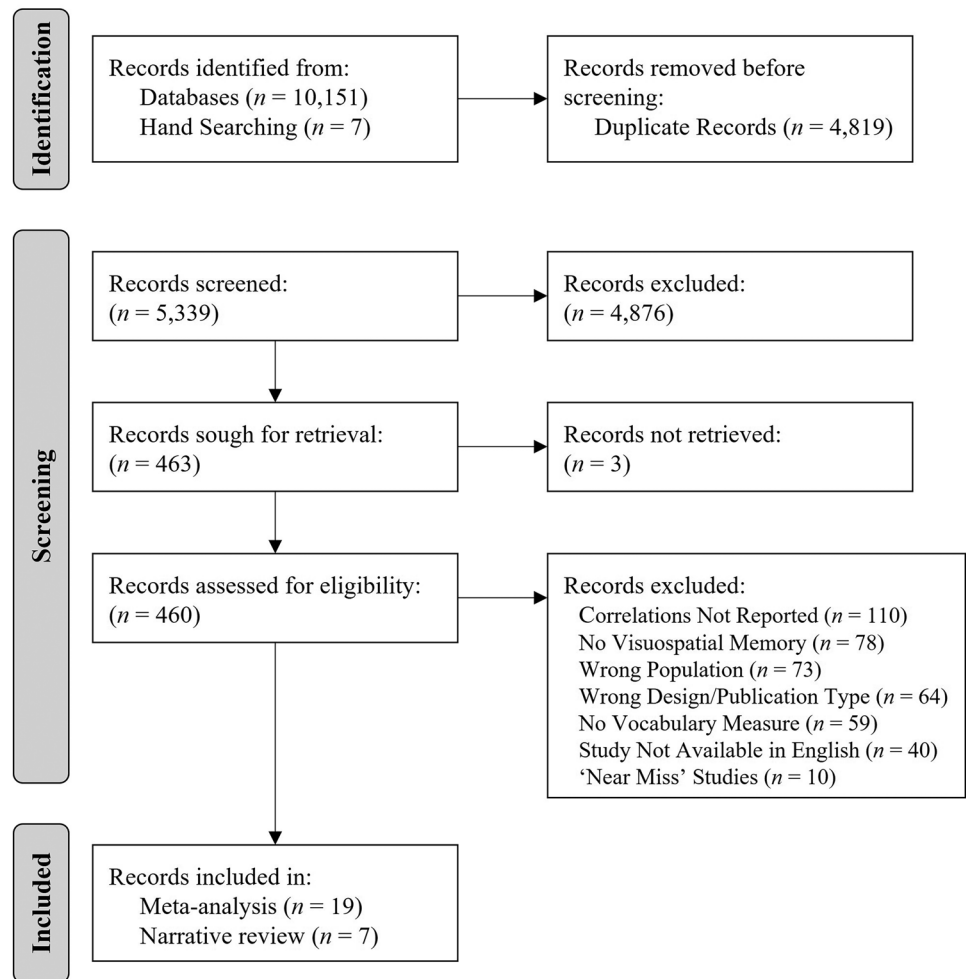 Identification
Records identified from:
Databases (n = 10,151)
Hand Searching (n = 7)
Records removed before
screening:
Duplicate Records (n = 4,819)
Screening
Records screened:
(n = 5,339)
Records excluded:
(n = 4,876)
Records sough for retrieval:
(n = 463)
Records not retrieved:
(n = 3)
Records assessed for eligibility:
(n = 460)
Records excluded:
Correlations Not Reported (n = 110)
No Visuospatial Memory (n = 78)
Wrong Population (n = 73)
Wrong Design/Publication Type (n = 64)
No Vocabulary Measure (n = 59)
Study Not Available in English (n = 40)
‘Near Miss’ Studies (n = 10)
Included
Records included in:
Meta-analysis (n = 19)
Narrative review (n = 7)